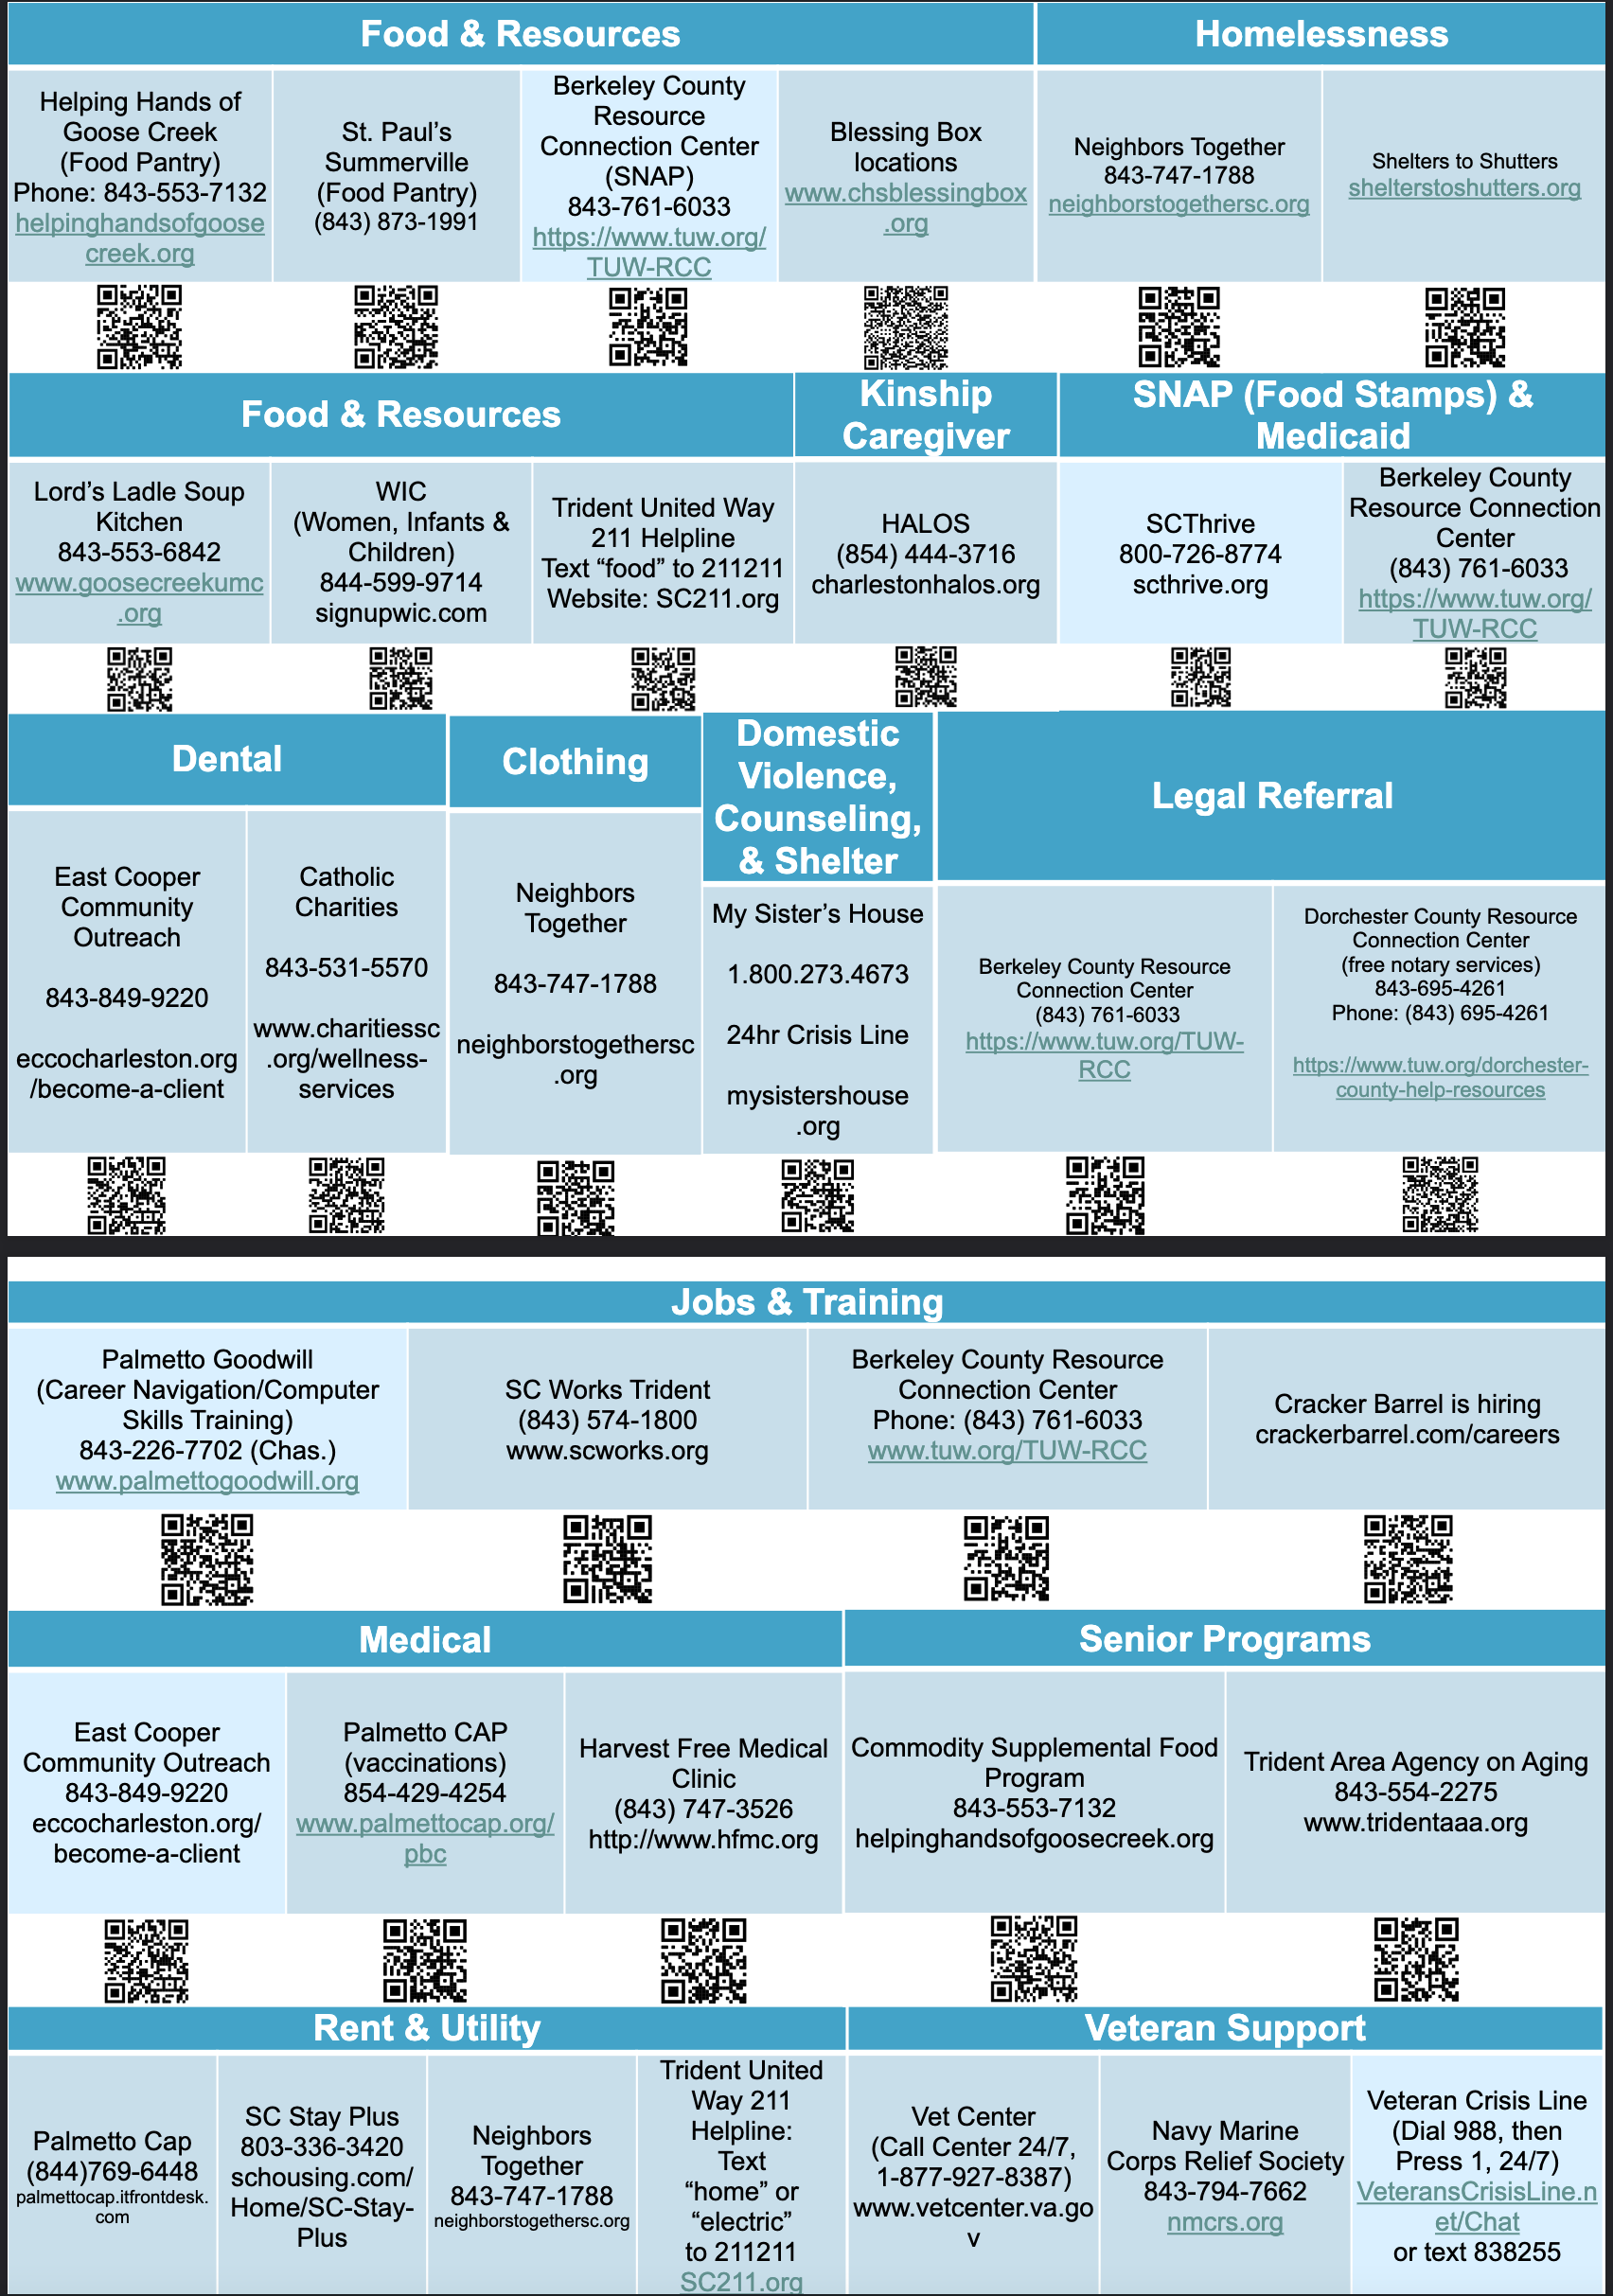 Food & Resources
Homelessness
Helping Hands of
Goose Creek
(Food Pantry)
Phone: 843-553-7132
helpinghandsofgoose
creek.org
St. Paul’s
Summerville
(Food Pantry)
(843) 873-1991
Berkeley County
Resource
Connection Center
(SNAP)
843-761-6033
https://www.tuw.org/
TUW-RCC
Blessing Box
locations
www.chsblessingbox
.org
Neighbors Together
843-747-1788
neighborstogethersc.org
Shelters to Shutters
shelterstoshutters.org
Food & Resources
Kinship
Caregiver
SNAP (Food Stamps) &
Medicaid
Lord’s Ladle Soup
Kitchen
843-553-6842
www.goosecreekumc
.org
WIC
(Women, Infants &
Children)
844-599-9714
signupwic.com
Trident United Way
211 Helpline
Text “food” to 211211
Website: SC211.org
HALOS
(854) 444-3716
charlestonhalos.org
SCThrive
800-726-8774
scthrive.org
Berkeley County
Resource Connection
Center
(843) 761-6033
https://www.tuw.org/
TUW-RCC
Dental
Clothing
Domestic
Violence,
Counseling,
& Shelter
Legal Referral
East Cooper
Community
Outreach
843-849-9220
eccocharleston.org
/become-a-client
Catholic
Charities
843-531-5570
www.charitiessc
.org/wellness-
services
Neighbors
Together
843-747-1788
neighborstogethersc
.org
My Sister’s House
1.800.273.4673
24hr Crisis Line
mysistershouse
.org
Berkeley County Resource
Connection Center
(843) 761-6033
https://www.tuw.org/TUW-
RCC
Dorchester County Resource
Connection Center
(free notary services)
843-695-4261
Phone: (843) 695-4261
https://www.tuw.org/dorchester-
county-help-resources
Jobs & Training
Palmetto Goodwill
(Career Navigation/Computer
Skills Training)
843-226-7702 (Chas.)
www.palmettogoodwill.org
SC Works Trident
(843) 574-1800
www.scworks.org
Berkeley County Resource
Connection Center
Phone: (843) 761-6033
www.tuw.org/TUW-RCC
Cracker Barrel is hiring
crackerbarrel.com/careers
Medical
Senior Programs
East Cooper
Community Outreach
843-849-9220
eccocharleston.org/
become-a-client
Palmetto CAP
(vaccinations)
854-429-4254
www.palmettocap.org/
pbc
Harvest Free Medical
Clinic
(843) 747-3526
http://www.hfmc.org
Commodity Supplemental Food
Program
843-553-7132
helpinghandsofgoosecreek.org
Trident Area Agency on Aging
843-554-2275
www.tridentaaa.org
Rent & Utility
Veteran Support
Palmetto Cap
(844)769-6448
palmettocap.itfrontdesk.
com
SC Stay Plus
803-336-3420
schousing.com/
Home/SC-Stay-
Plus
Neighbors
Together
843-747-1788
neighborstogethersc.org
Trident United
Way 211
Helpline:
Text
“home” or
“electric”
to 211211
SC211.org
Vet Center
(Call Center 24/7,
1-877-927-8387)
www.vetcenter.va.go
v
Navy Marine
Corps Relief Society
843-794-7662
nmcrs.org
Veteran Crisis Line
(Dial 988, then
Press 1, 24/7)
VeteransCrisisLine.n
et/Chat
or text 838255